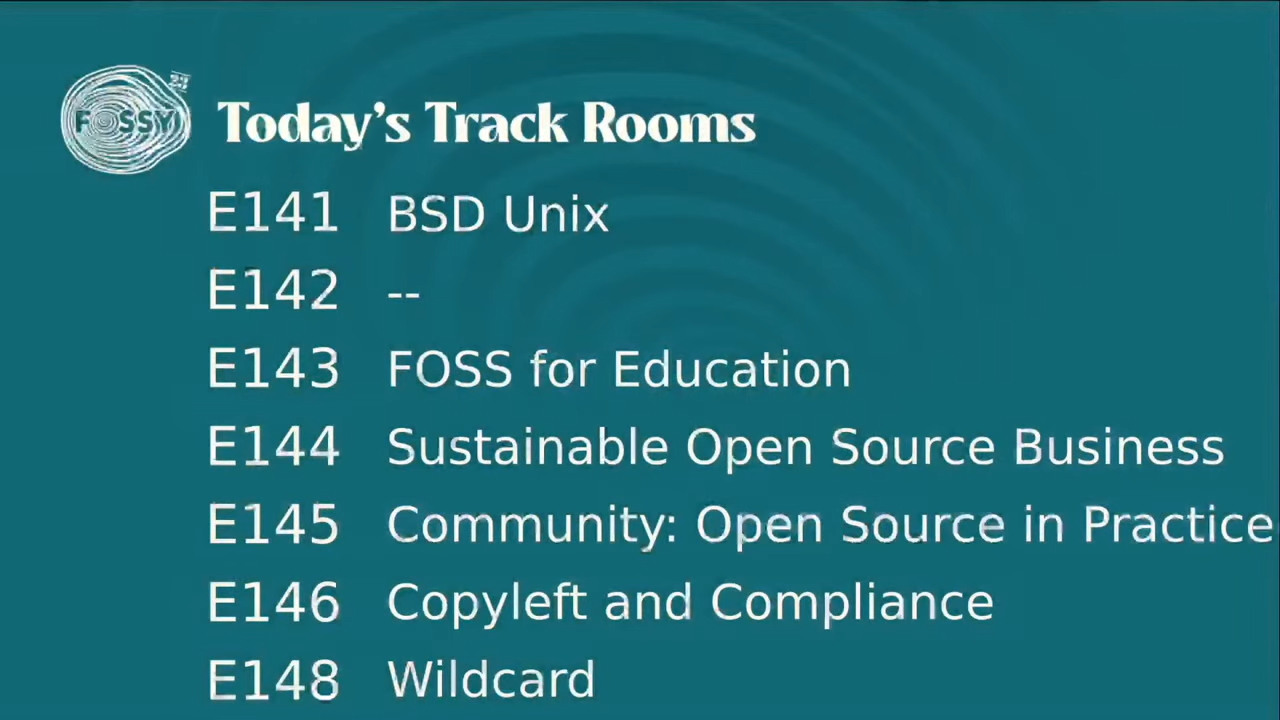 FOSSY
Today's Track Rooms
E141 BSD Unix
E142 --
E143 FOSS for Education
E144 Sustainable Open Source Business
E145 Community: Open Source in Practice
E146 Copyleft and Compliance
E148 Wildcard